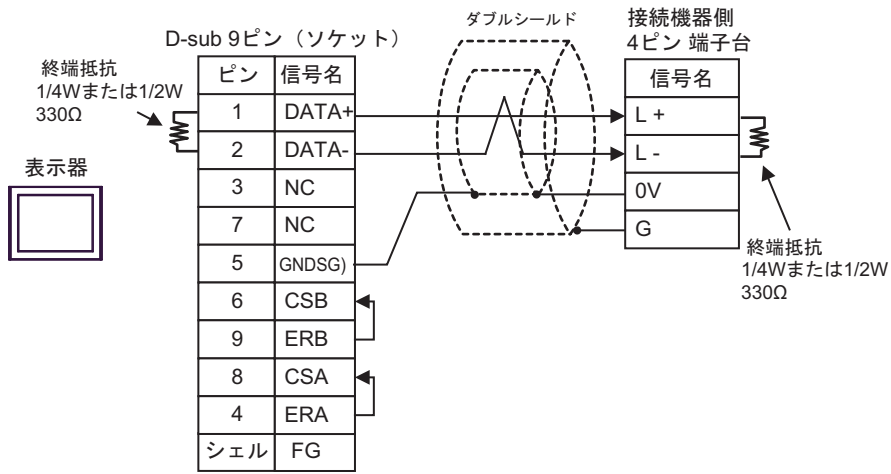 ダブルシールド
接続機器側
4ピン 端子台
D-sub 9ピン（ソケット）
終端抵抗
1/4Wまたは1/2W
330Ω
表示器
ピン 信号名
1 DATA+
2 DATA-
3 NC
7 NC
5 GNDSG)
6 CSB
9 ERB
8 CSA
4 ERA
シェル FG
信号名
L +
L -
0V
G
終端抵抗
1/4Wまたは1/2W
330Ω